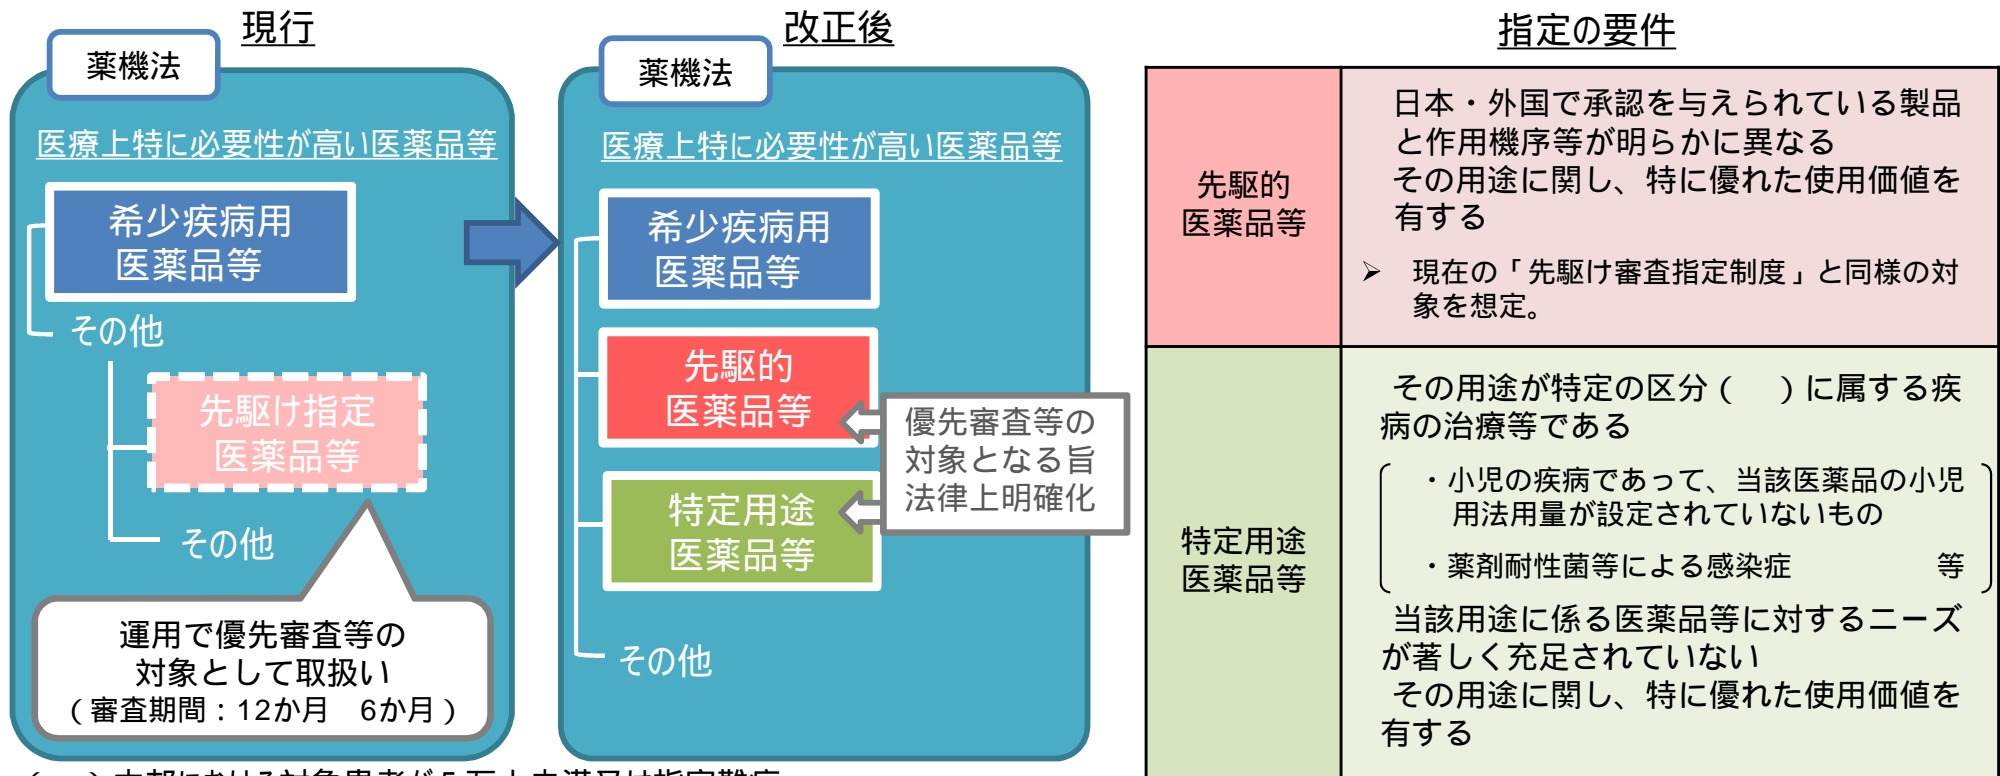 現行
薬機法
医療上特に必要性が高い医薬品等
希少疾病用
医薬品等
その他
先駆け指定
医薬品等
その他
運用で優先審査等の
対象として取扱い
（審査期間：12か月　6か月）
改正後
薬機法
医療上特に必要性が高い医薬品等
希少疾病用
医薬品等
先駆的
医薬品等
特定用途
医薬品等
その他
優先審査等の
対象となる旨
法律上明確化
指定の要件
先駆的
医薬品等
日本・外国で承認を与えられている製品
と作用機序等が明らかに異なる
その用途に関し、特に優れた使用価値を
有する
➢ 現在の「先駆け審査指定制度」と同様の対
象を想定。
特定用途
医薬品等
その用途が特定の区分（　）に属する疾
病の治療等である
・小児の疾病であって、当該医薬品の小児
用法用量が設定されていないもの
・薬剤耐性菌等による感染症　等
当該用途に係る医薬品等に対するニーズ
が著しく充足されていない
その用途に関し、特に優れた使用価値を
有する